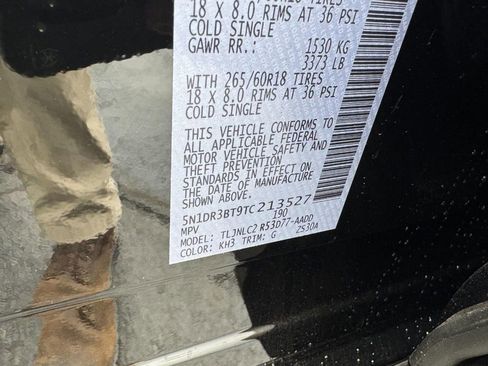 18 X 8.0 RIMS AT 36 PSI
COLD SINGLE
GAWR RR.: 1530 KG
3373 LB
WITH 265/60R18 TIRES
18 X 8.0 RIMS AT 36 PSI
COLD SINGLE
THIS VEHICLE CONFORMS TO
ALL APPLICABLE FEDERAL
MOTOR VEHICLE SAFETY AND
THEFT PREVENTION
STANDARDS IN EFFECT ON
THE DATE OF MANUFACTURE
SHOWN ABOVE.
5N1DR3BT9TC213527
MPV 190
MODEL: TLJNLC2 R53D77-AADD
COLOR: KH3 TRIM: G ZS30A